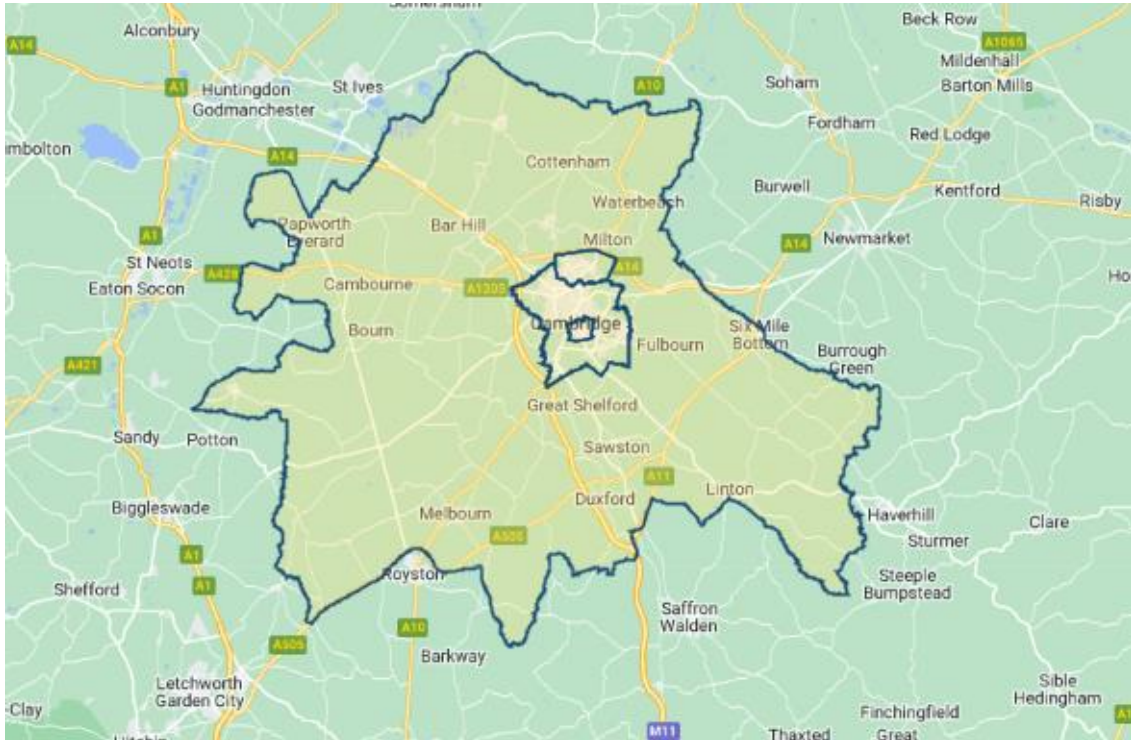 Somersham
Alconbury
Beck Row
A14
A1065
Mildenhall
A1
A10
Soham
Barton Mills
Huntingdon
St Ives
Godmanchester
Fordham
Red Lodge
A14
Cottenham
Burwell
Kentford
Risby
Waterbeach
Papworth
Everard
Bar Hill
A1
Milton
A14
Newmarket
St Neots
A428
A14
Eaton Socon
Cambourne
A1303
Bourn
Cambridge
Six Mile
Bottom
Fulbourn
Burrough
Green
A421
Great Shelford
Sandy
Potton
Sawston
A11
Linton
Duxford
Biggleswade
Melbourn
Haverhill
Clare
A505
Sturmer
A1
Royston
Steeple
Bumpstead
Shefford
A1
Saffron
Walden
A505
A10
Barkway
Letchworth
Garden City
Sible
Hedingham
-Clay
Finchingfield
M11
Thaxted
Great
Hitchin